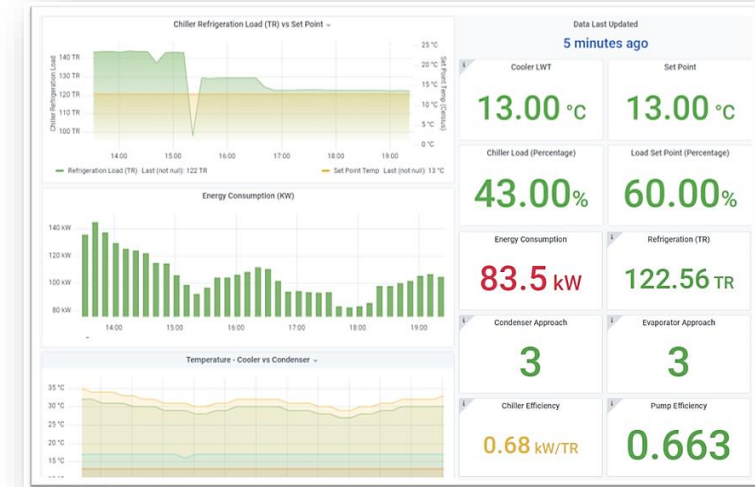 Chiller Refrigeration Load (TR) vs Set Point
Chiller Refrigeration Load
140 TR
130 TR
120 TR
110 TR
100 TR
25 °C
20 °C
15 °C
10 °C
5 °C
0 °C
Set Point Temp (Celsius)
14:00 15:00 16:00 17:00 18:00 19:00
Refrigeration Load (TR) Last (not null): 122 TR
Set Point Temp Last (not null): 13 °C
Energy Consumption (KW)
140 kW
120 kW
100 kW
80 kW
14:00 15:00 16:00 17:00 18:00 19:00
Temperature - Cooler vs Condenser
35 °C
30 °C
25 °C
20 °C
15 °C
Data Last Updated
5 minutes ago
Cooler LWT
13.00 °C
Set Point
13.00 °C
Chiller Load (Percentage)
43.00%
Load Set Point (Percentage)
60.00%
Energy Consumption
83.5 kW
Refrigeration (TR)
122.56 TR
Condenser Approach
3
Evaporator Approach
3
Chiller Efficiency
0.68 kW/TR
Pump Efficiency
0.663